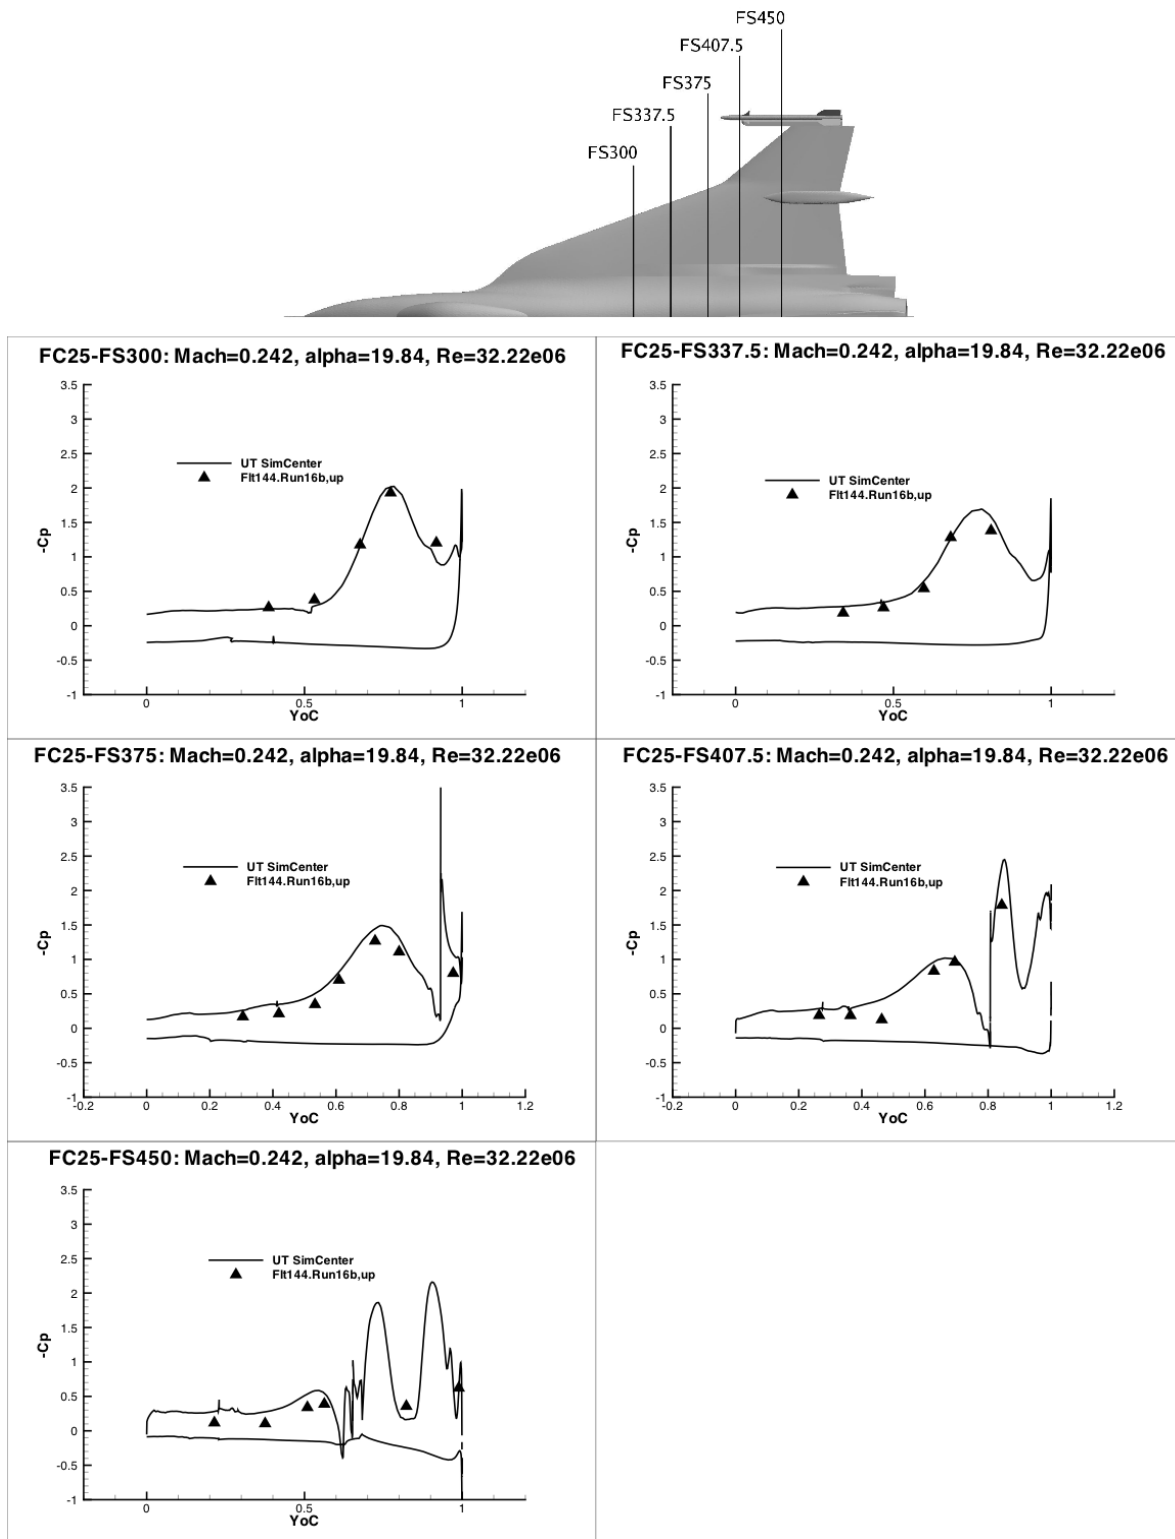 FS450
FS407.5
FS375
FS337.5
FS300
FC25-FS300: Mach=0.242, alpha=19.84, Re=32.22e06
3.5
3
2.5
2
1.5
1
0.5
0
-0.5
-1
-Cp
UT SimCenter
Flt144.Run16b,up
0
0.5
1
YoC
FC25-FS337.5: Mach=0.242, alpha=19.84, Re=32.22e06
3.5
3
2.5
2
1.5
1
0.5
0
-0.5
-1
-Cp
UT SimCenter
Flt144.Run16b,up
0
0.5
1
YoC
FC25-FS375: Mach=0.242, alpha=19.84, Re=32.22e06
3.5
3
2.5
2
1.5
1
0.5
0
-0.5
-1
-Cp
UT SimCenter
Flt144.Run16b,up
-0.2
0
0.2
0.4
0.6
0.8
1
1.2
YoC
FC25-FS407.5: Mach=0.242, alpha=19.84, Re=32.22e06
3.5
3
2.5
2
1.5
1
0.5
0
-0.5
-1
-Cp
UT SimCenter
Flt144.Run16b,up
-0.2
0
0.2
0.4
0.6
0.8
1
1.2
YoC
FC25-FS450: Mach=0.242, alpha=19.84, Re=32.22e06
3.5
3
2.5
2
1.5
1
0.5
0
-0.5
-1
-Cp
UT SimCenter
Flt144.Run16b,up
0
0.5
1
YoC